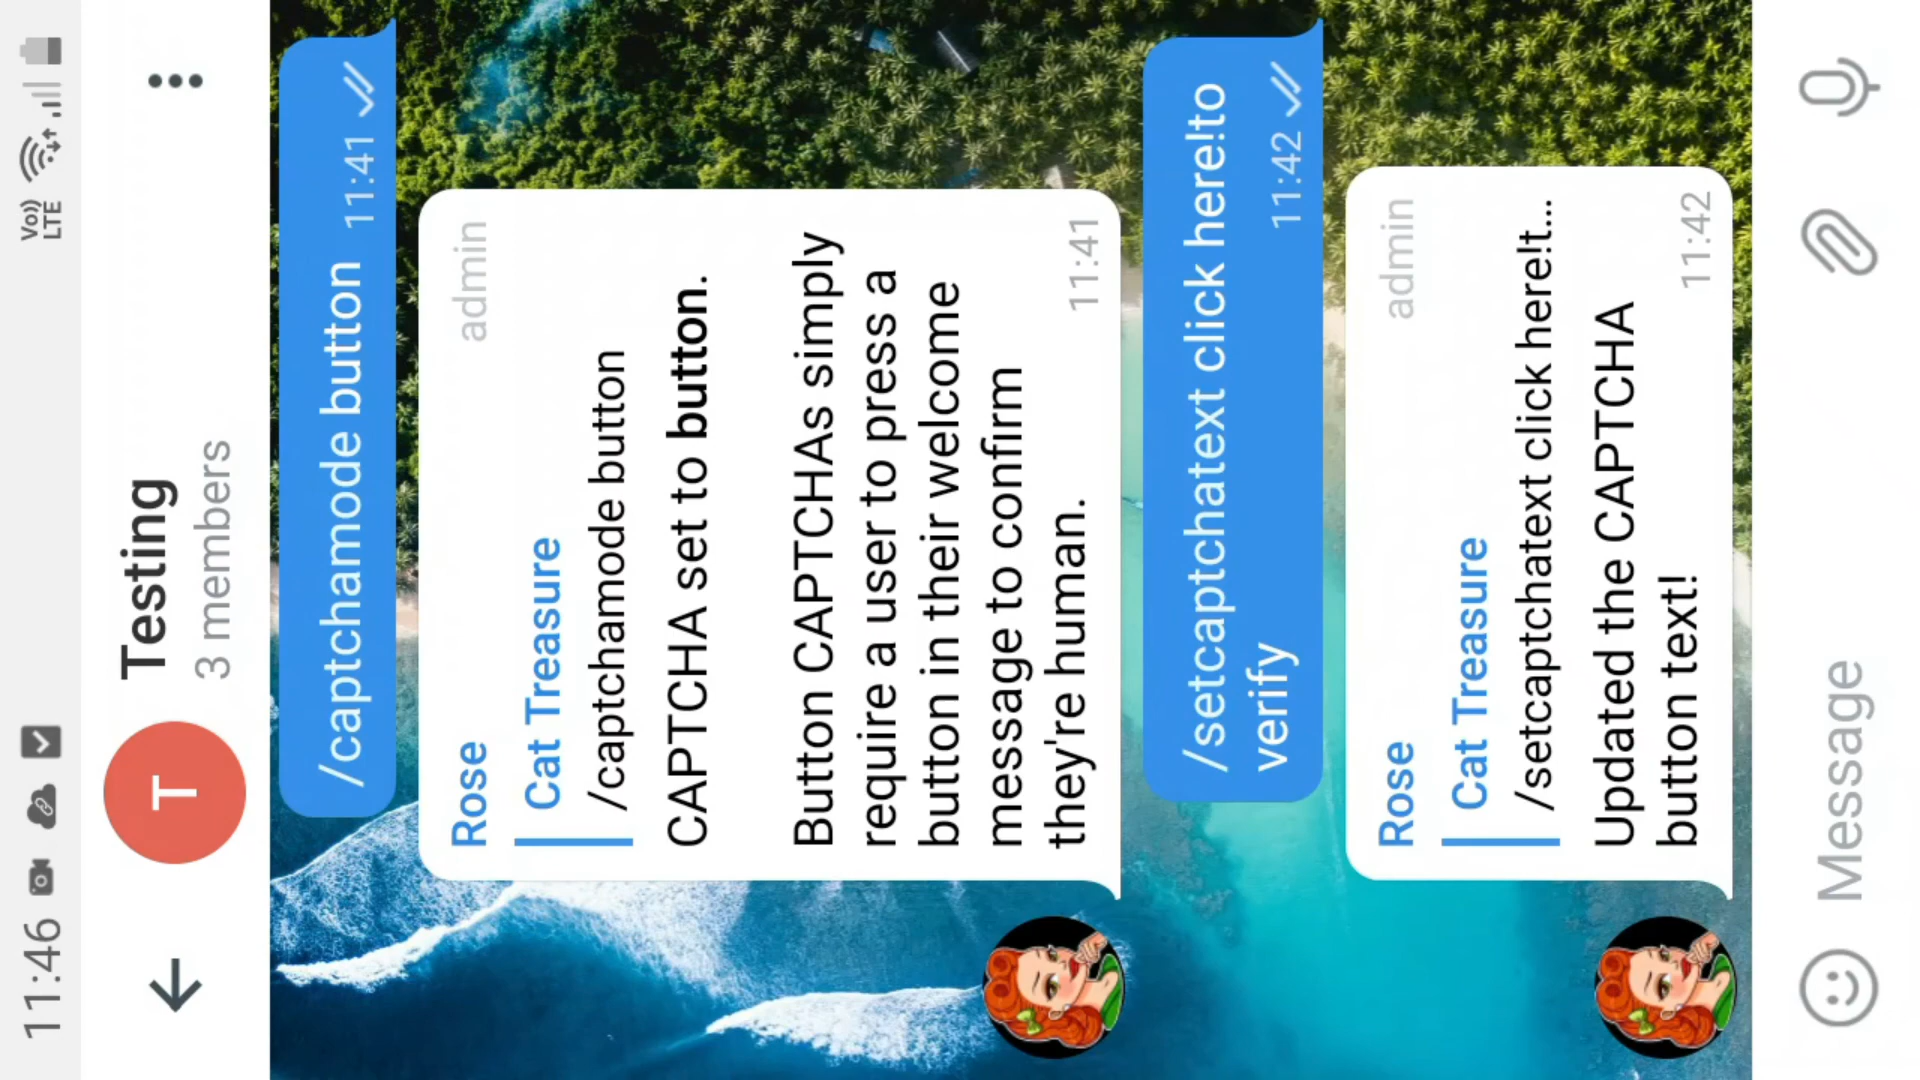 11:46
Vo)) LTE
T
Testing
3 members
/captchamode button 11:41
Rose admin
Cat Treasure
/captchamode button
CAPTCHA set to button.
Button CAPTCHAs simply
require a user to press a
button in their welcome
message to confirm
they're human.
11:41
/setcaptchatext click here!to
verify
11:42
Rose admin
Cat Treasure
/setcaptchatext click here!t...
Updated the CAPTCHA
button text!
11:42
Message